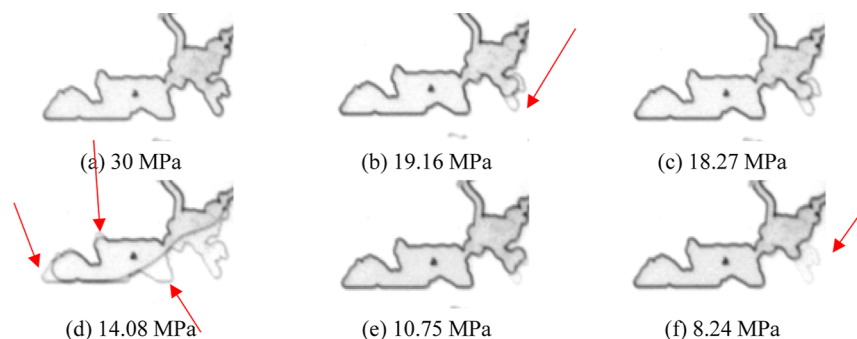 (a) 30 MPa
(b) 19.16 MPa
(c) 18.27 MPa
(d) 14.08 MPa
(e) 10.75 MPa
(f) 8.24 MPa